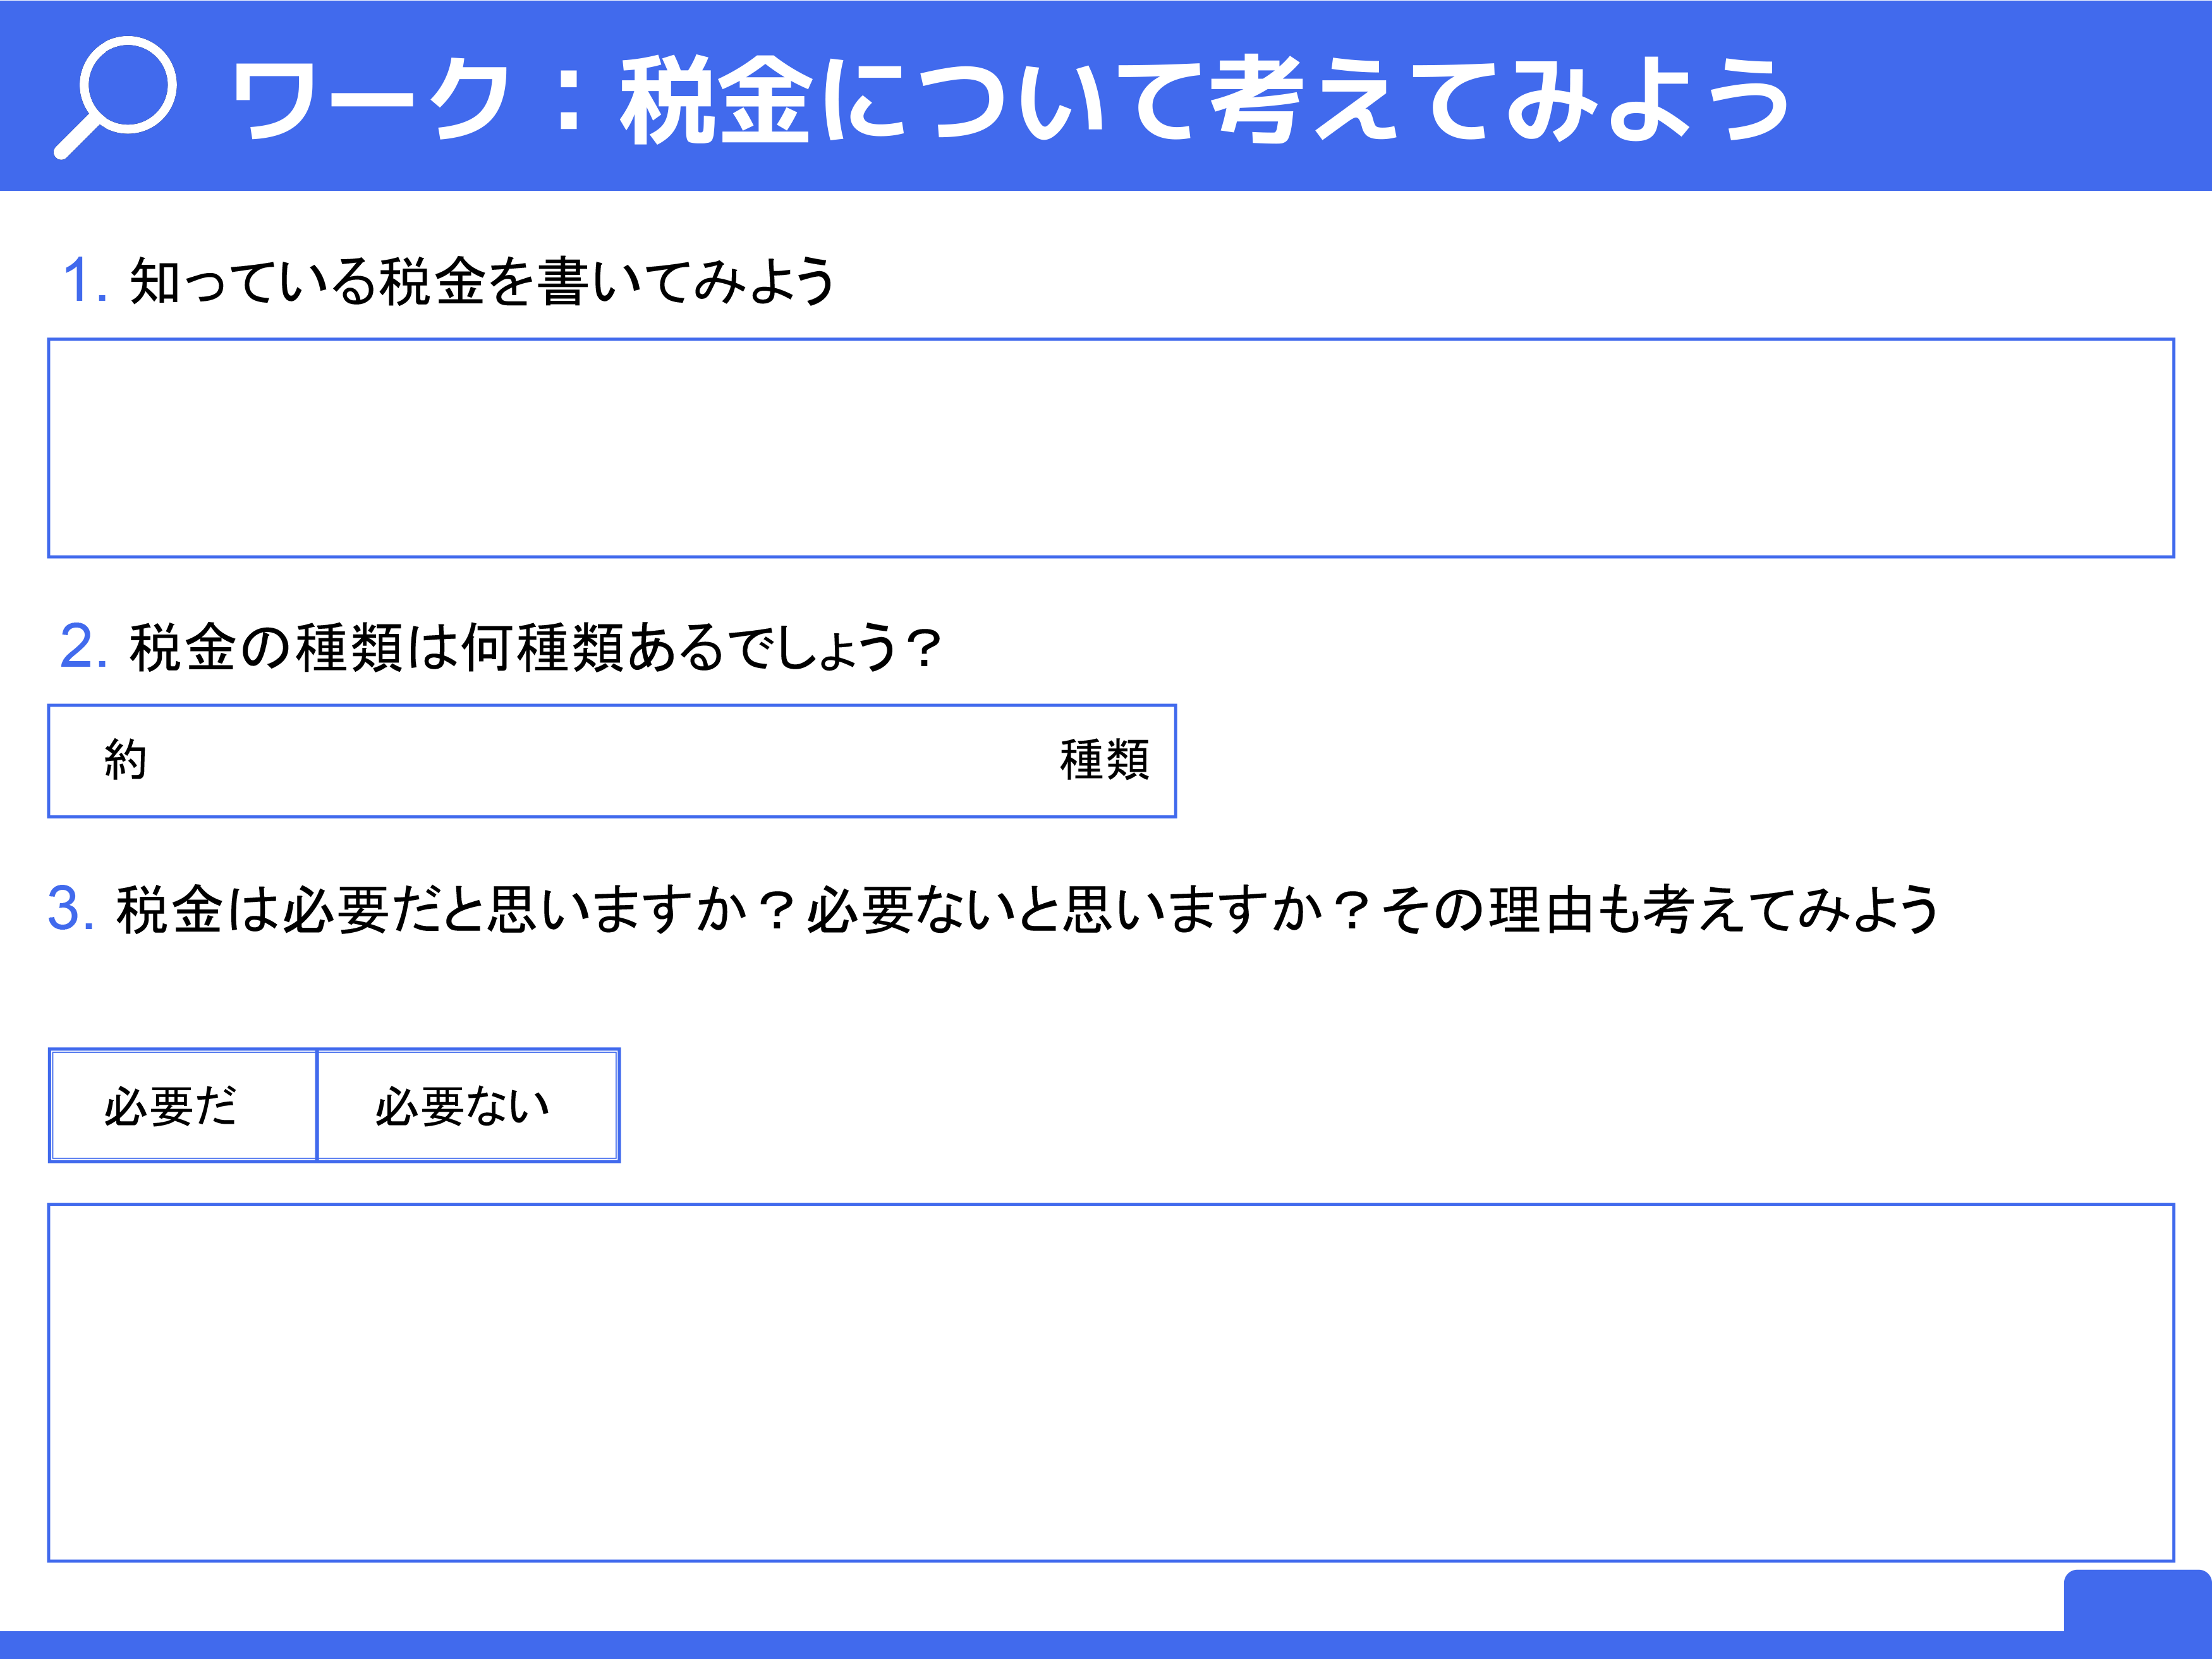 ワーク：税金について考えてみよう
1. 知っている税金を書いてみよう
2. 税金の種類は何種類あるでしょう？
約 種類
3. 税金は必要だと思いますか？必要ないと思いますか？その理由も考えてみよう
必要だ 必要ない